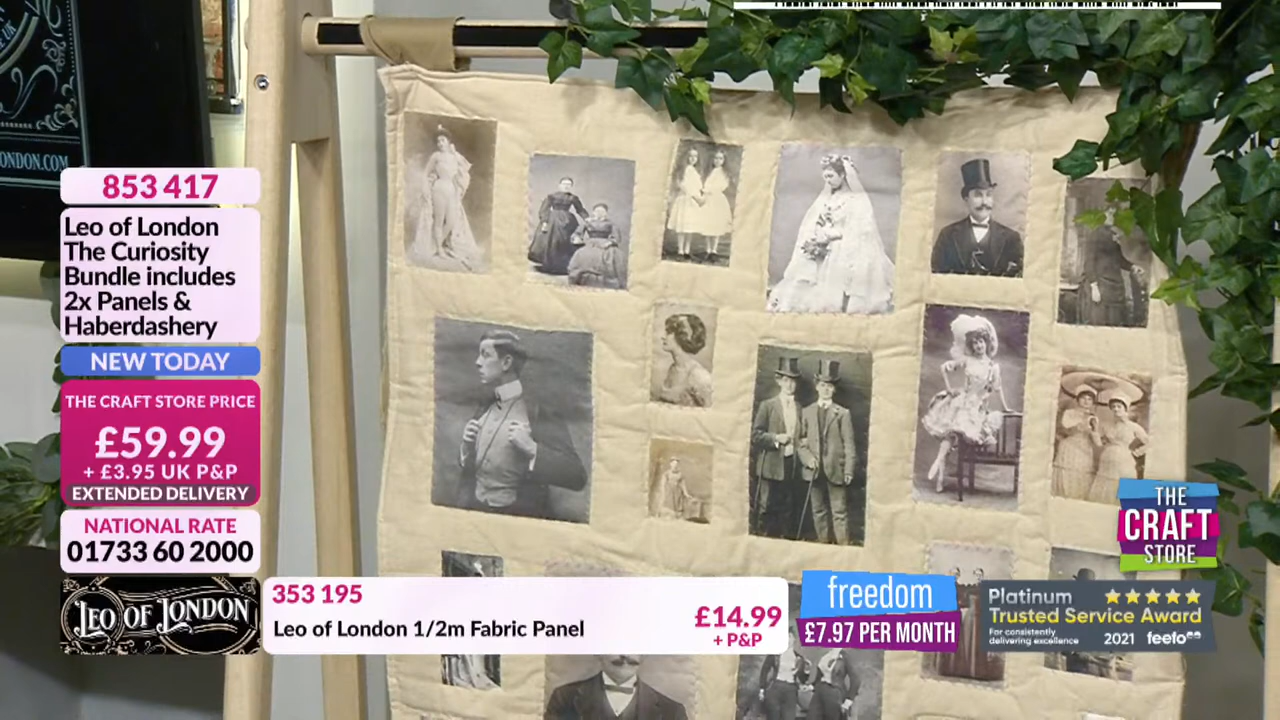 ONDON.COM
853 417
Leo of London
The Curiosity
Bundle includes
2x Panels &
Haberdashery
NEW TODAY
THE CRAFT STORE PRICE
£59.99
+ £3.95 UK P&P
EXTENDED DELIVERY
NATIONAL RATE
01733 60 2000
LEO OF LONDON
353 195
Leo of London 1/2m Fabric Panel
£14.99
+ P&P
freedom
£7.97 PER MONTH
THE
CRAFT
STORE
Platinum
Trusted Service Award
For consistently
delivering excellence
2021 feefo